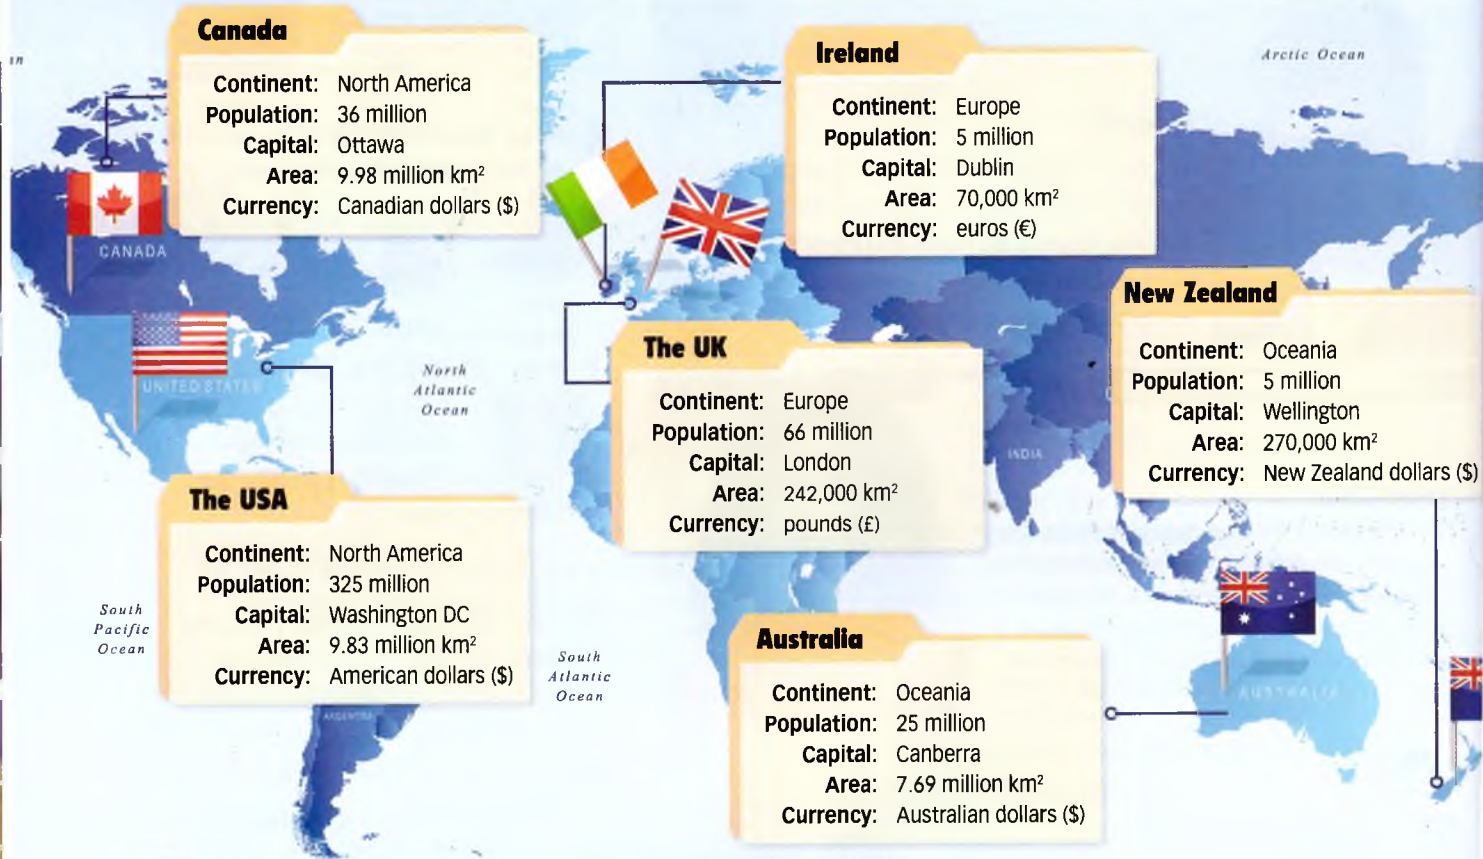 Canada
Continent: North America
Population: 36 million
Capital: Ottawa
Area: 9.98 million km²
Currency: Canadian dollars ($)
Ireland
Continent: Europe
Population: 5 million
Capital: Dublin
Area: 70,000 km²
Currency: euros (€)
Arctic Ocean
CANADA
New Zealand
Continent: Oceania
Population: 5 million
Capital: Wellington
Area: 270,000 km²
Currency: New Zealand dollars ($)
The UK
Continent: Europe
Population: 66 million
Capital: London
Area: 242,000 km²
Currency: pounds (£)
UNITED STATES
North
Atlantic
Ocean
INDIA
The USA
Continent: North America
Population: 325 million
Capital: Washington DC
Area: 9.83 million km²
Currency: American dollars ($)
South
Pacific
Ocean
South
Atlantic
Ocean
Australia
Continent: Oceania
Population: 25 million
Capital: Canberra
Area: 7.69 million km²
Currency: Australian dollars ($)
AUSTRALIA
ARGENTINA